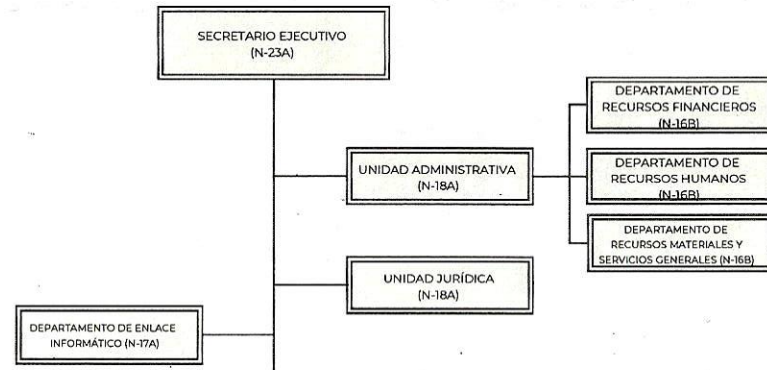 SECRETARIO EJECUTIVO
(N-23A)
DEPARTAMENTO DE
RECURSOS FINANCIEROS
(N-16B)
UNIDAD ADMINISTRATIVA
(N-18A)
DEPARTAMENTO DE
RECURSOS HUMANOS
(N-16B)
DEPARTAMENTO DE
RECURSOS MATERIALES Y
SERVICIOS GENERALES (N-16B)
UNIDAD JURÍDICA
(N-18A)
DEPARTAMENTO DE ENLACE
INFORMÁTICO (N-17A)